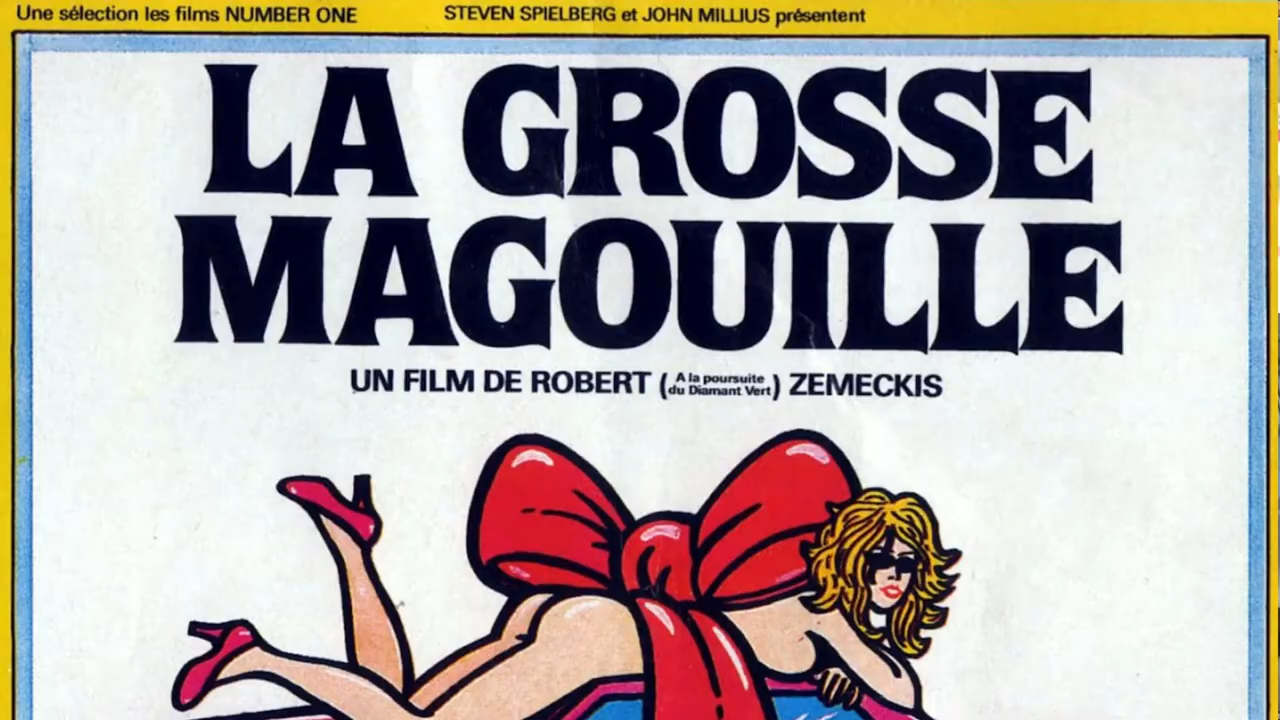 Une sélection les films NUMBER ONE
STEVEN SPIELBERG et JOHN MILLIUS présentent
LA GROSSE
MAGOUILLE
UN FILM DE ROBERT (A la poursuite du Diamant Vert) ZEMECKIS